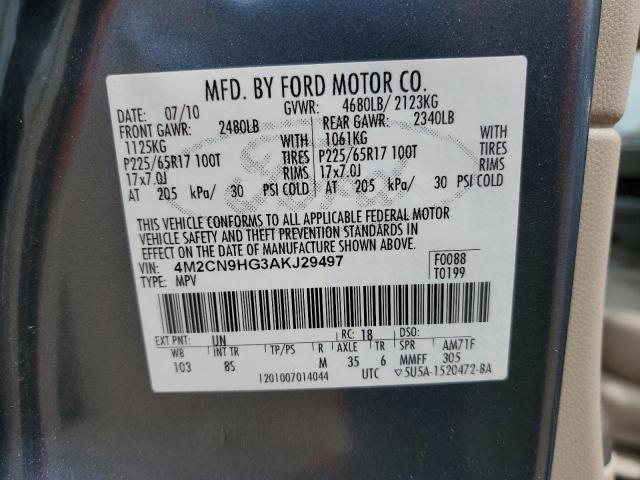 MFD. BY FORD MOTOR CO.
DATE: 07/10 GVWR: 4680LB/ 2123KG
FRONT GAWR: 2480LB REAR GAWR: 2340LB
1125KG WITH 1061KG WITH
P225/65R17 100T TIRES P225/65R17 100T TIRES
17x7.0J RIMS 17x7.0J RIMS
AT 205 kPa/ 30 PSI COLD AT 205 kPa/ 30 PSI COLD
THIS VEHICLE CONFORMS TO ALL APPLICABLE FEDERAL MOTOR
VEHICLE SAFETY AND THEFT PREVENTION STANDARDS IN
EFFECT ON THE DATE OF MANUFACTURE SHOWN ABOVE.
VIN: 4M2CN9HG3AKJ29497 F0088
TYPE: MPV T0199
EXT PNT: UN RC: 18 DSO:
WB INT TR TP/PS R AXLE TR SPR AM71F
103 8S M 35 6 MMFF 305
1201007014044 UTC ▽5U5A-1520472-BA